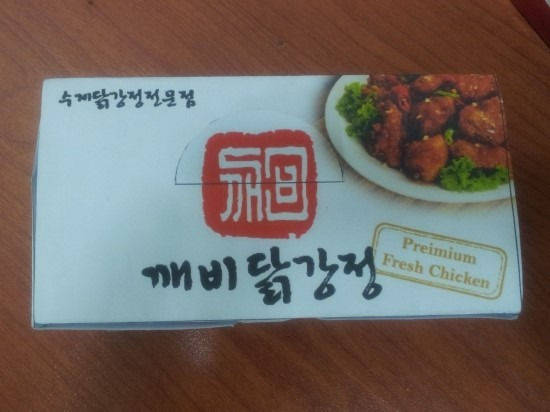 수제닭강정전문점
깨비닭강정
Preimium
Fresh Chicken